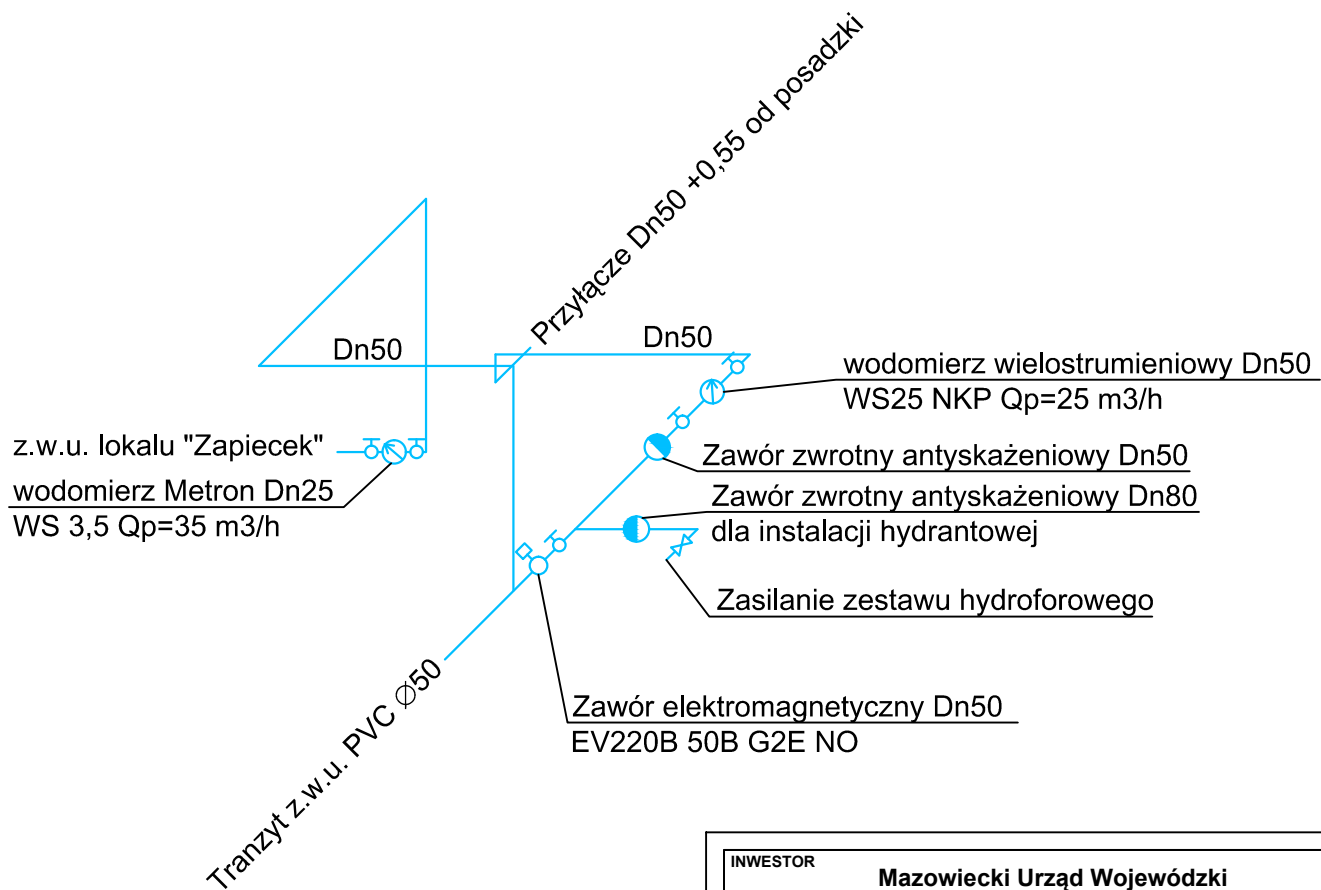 Przyłącze Dn50 +0,55 od posadzki
Dn50
Dn50
wodomierz wielostrumieniowy Dn50
WS25 NKP Qp=25 m3/h
z.w.u. lokalu "Zapiecek"
wodomierz Metron Dn25
WS 3,5 Qp=35 m3/h
Zawór zwrotny antyskażeniowy Dn50
Zawór zwrotny antyskażeniowy Dn80
dla instalacji hydrantowej
Zasilanie zestawu hydroforowego
Zawór elektromagnetyczny Dn50
EV220B 50B G2E NO
Tranzyt z.w.u. PVC ∅50
INWESTOR
Mazowiecki Urząd Wojewódzki